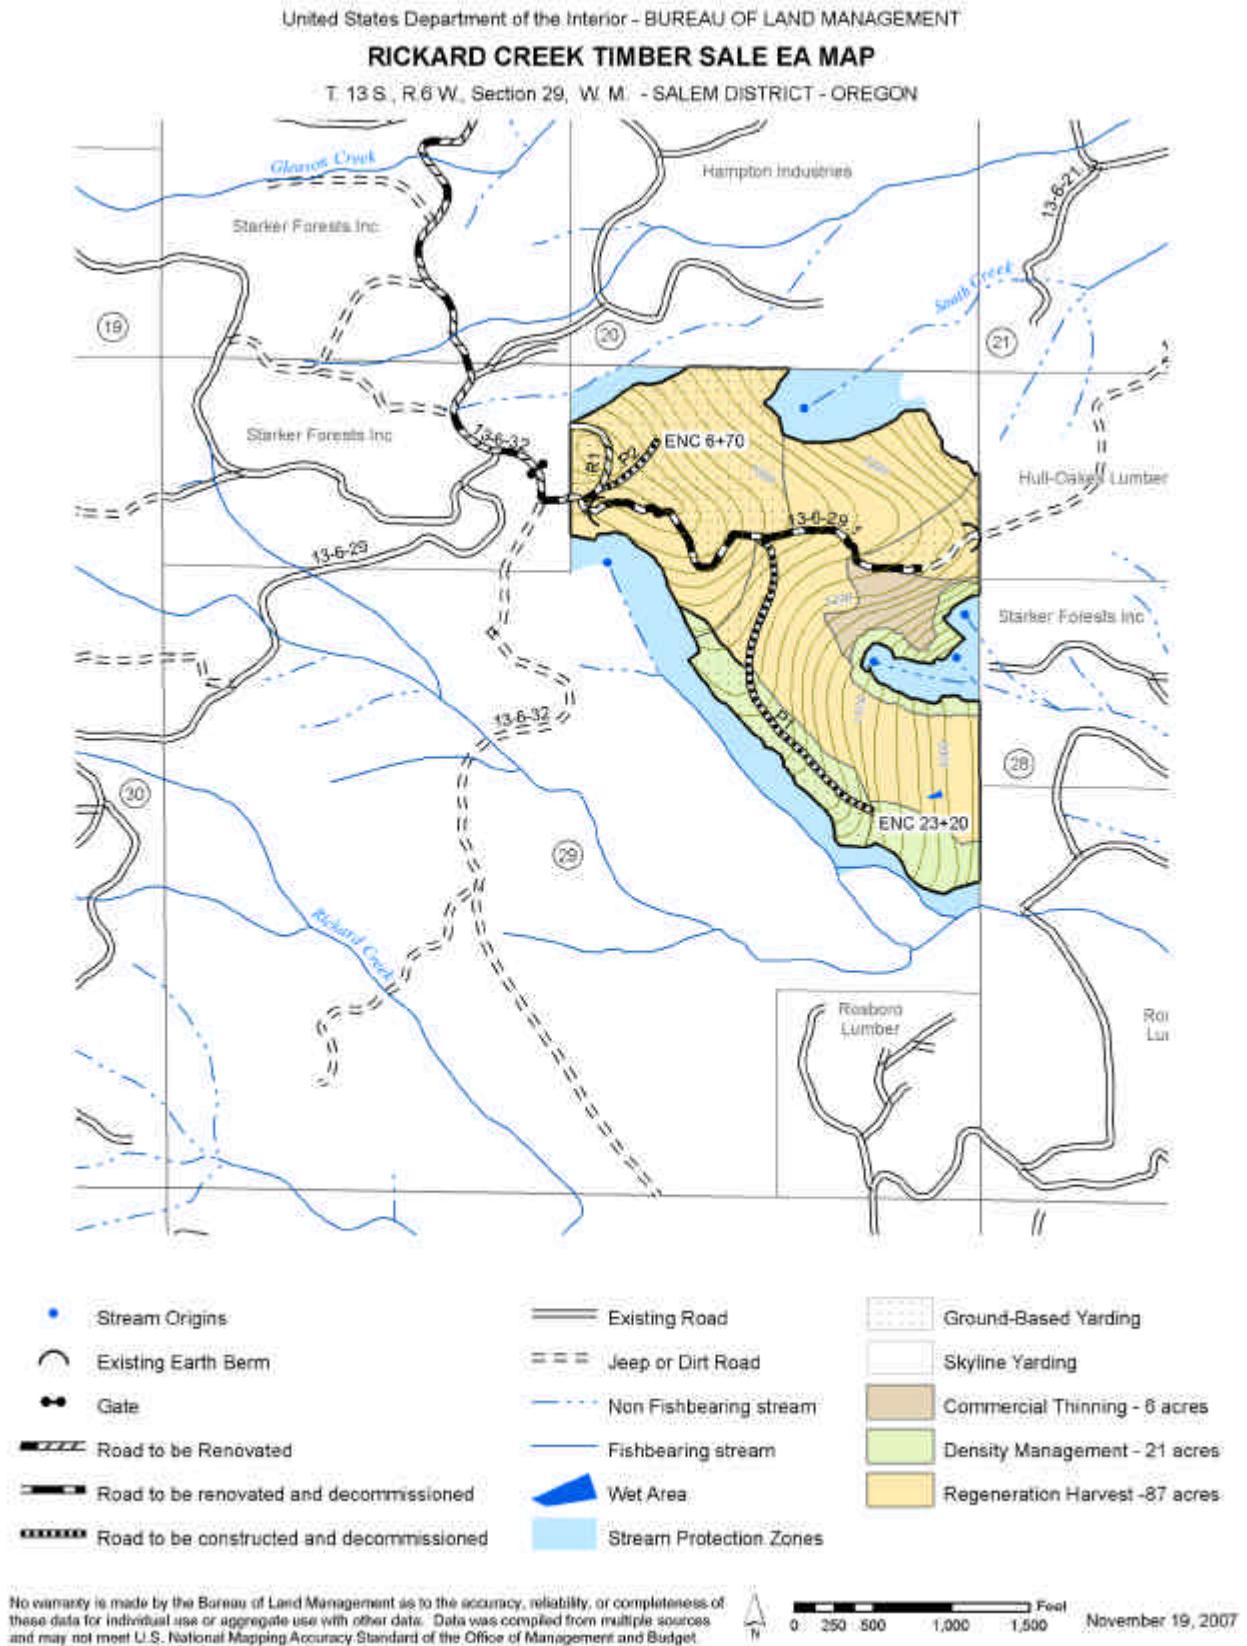 United States Department of the Interior - BUREAU OF LAND MANAGEMENT
RICKARD CREEK TIMBER SALE EA MAP
T. 13 S., R.6 W., Section 29, W. M. - SALEM DISTRICT - OREGON
Gleason Creek
Hampton Industries
13-6-21
Starker Forests Inc
South Creek
19
20
21
Starker Forests Inc
13-6-32
ENC 6+70
R1
P2
Hull-Oakes Lumber
13-6-29
13-6-29
Starker Forests Inc
13-6-32
P1
28
30
ENC 23+20
29
Rickard Creek
Rosboro
Lumber
Ro
Lu
Stream Origins
Existing Earth Berm
Gate
Road to be Renovated
Road to be renovated and decommissioned
Road to be constructed and decommissioned
Existing Road
Jeep or Dirt Road
Non Fishbearing stream
Fishbearing stream
Wet Area
Stream Protection Zones
Ground-Based Yarding
Skyline Yarding
Commercial Thinning - 6 acres
Density Management - 21 acres
Regeneration Harvest -87 acres
No warranty is made by the Bureau of Land Management as to the accuracy, reliability, or completeness of
these data for individual use or aggregate use with other data. Data was compiled from multiple sources
and may not meet U.S. National Mapping Accuracy Standard of the Office of Management and Budget.
N
Feet
0 250 500 1,000 1,500
November 19, 2007